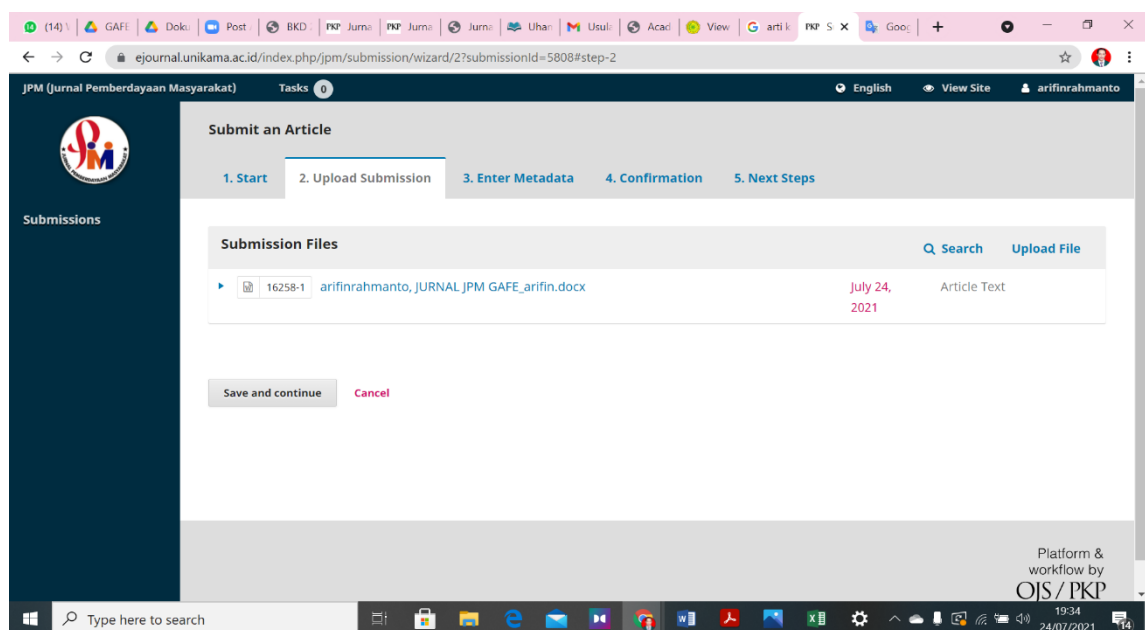 (14) \ GAFE Doku Post / BKD : PKP Jurna PKP Jurna Jurna Uhan Usula Acad View arti k PKP S Goog
ejournal.unikama.ac.id/index.php/jpm/submission/wizard/2?submissionId=5808#step-2
JPM (Jurnal Pemberdayaan Masyarakat) Tasks 0 English View Site arifinrahmanto
Submit an Article
1. Start 2. Upload Submission 3. Enter Metadata 4. Confirmation 5. Next Steps
Submissions
Submission Files
Search Upload File
16258-1 arifinrahmanto, JURNAL JPM GAFE_arifin.docx July 24, Article Text
2021
Save and continue Cancel
Platform &
workflow by
OJS / PKP
Type here to search
19:34
24/07/2021
14